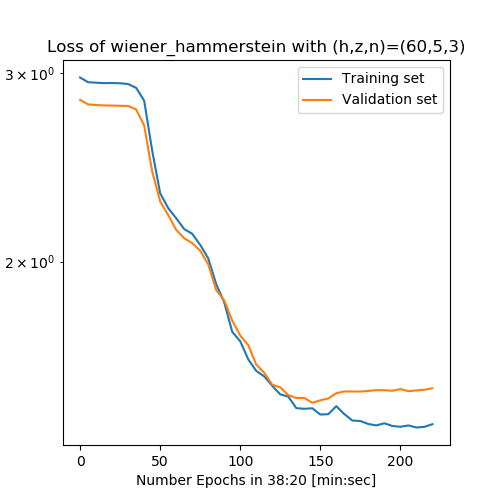 Loss of wiener_hammerstein with (h,z,n)=(60,5,3)
3 × 10⁰
Training set
Validation set
2 × 10⁰
0 50 100 150 200
Number Epochs in 38:20 [min:sec]